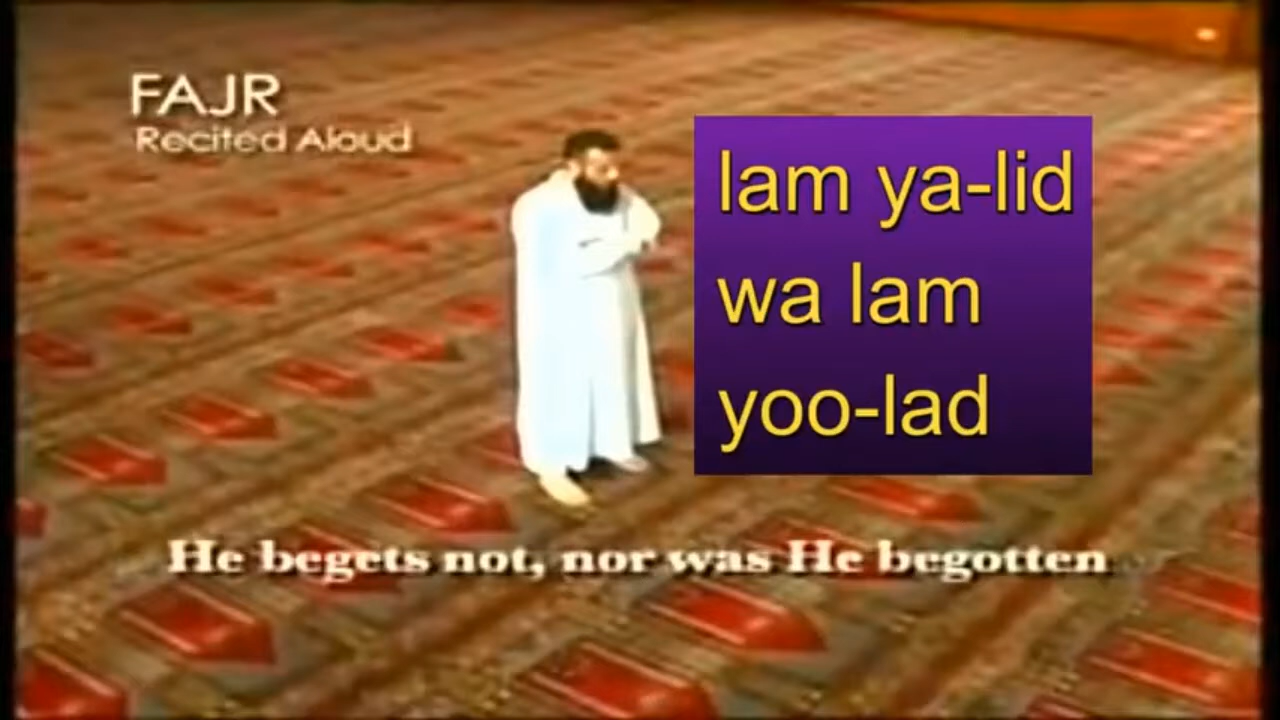 FAJR
Recited Aloud
lam ya-lid
wa lam
yoo-lad
He begets not, nor was He begotten